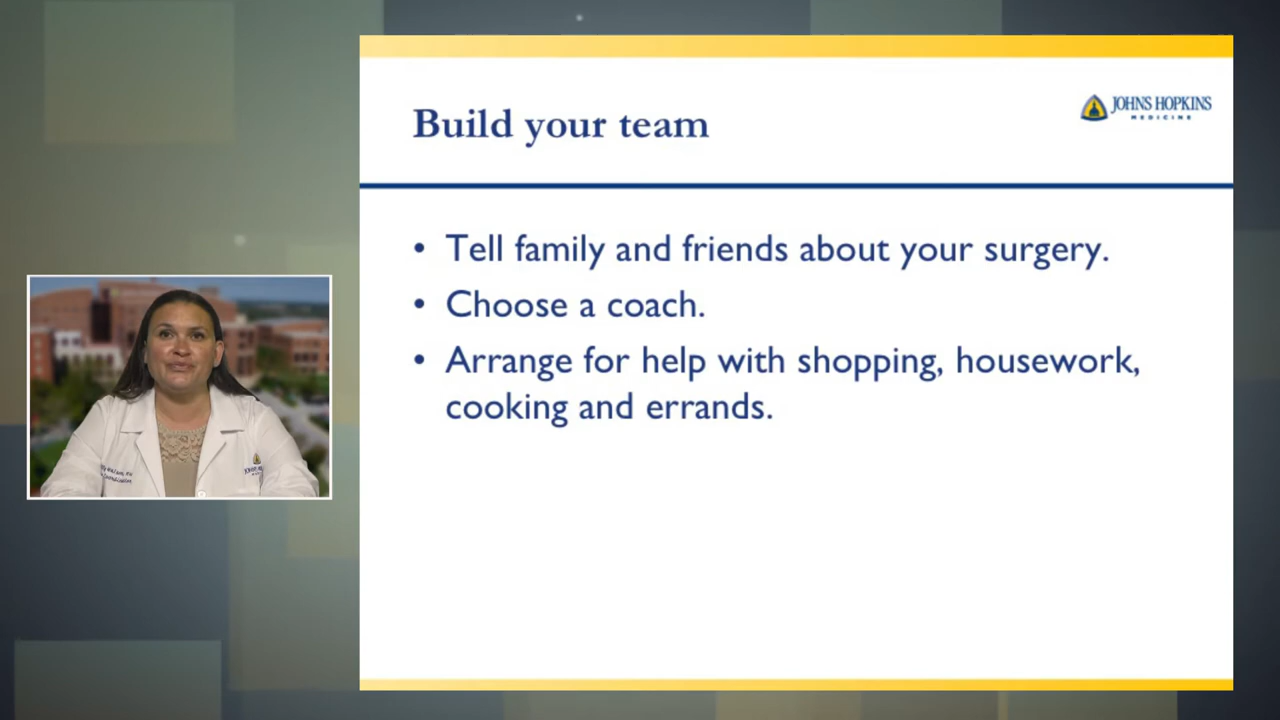 Build your team
JOHNS HOPKINS
MEDICINE
• Tell family and friends about your surgery.
• Choose a coach.
• Arrange for help with shopping, housework,
cooking and errands.